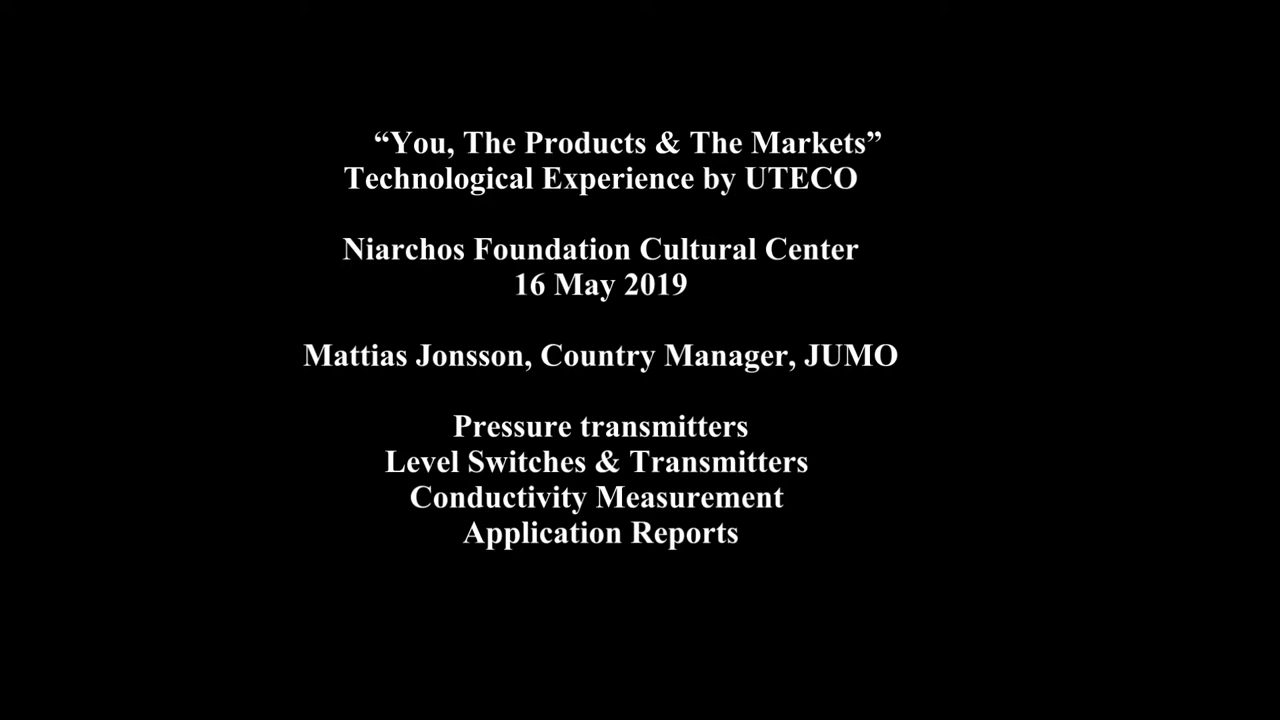 “You, The Products & The Markets”
Technological Experience by UTECO
Niarchos Foundation Cultural Center
16 May 2019
Mattias Jonsson, Country Manager, JUMO
Pressure transmitters
Level Switches & Transmitters
Conductivity Measurement
Application Reports